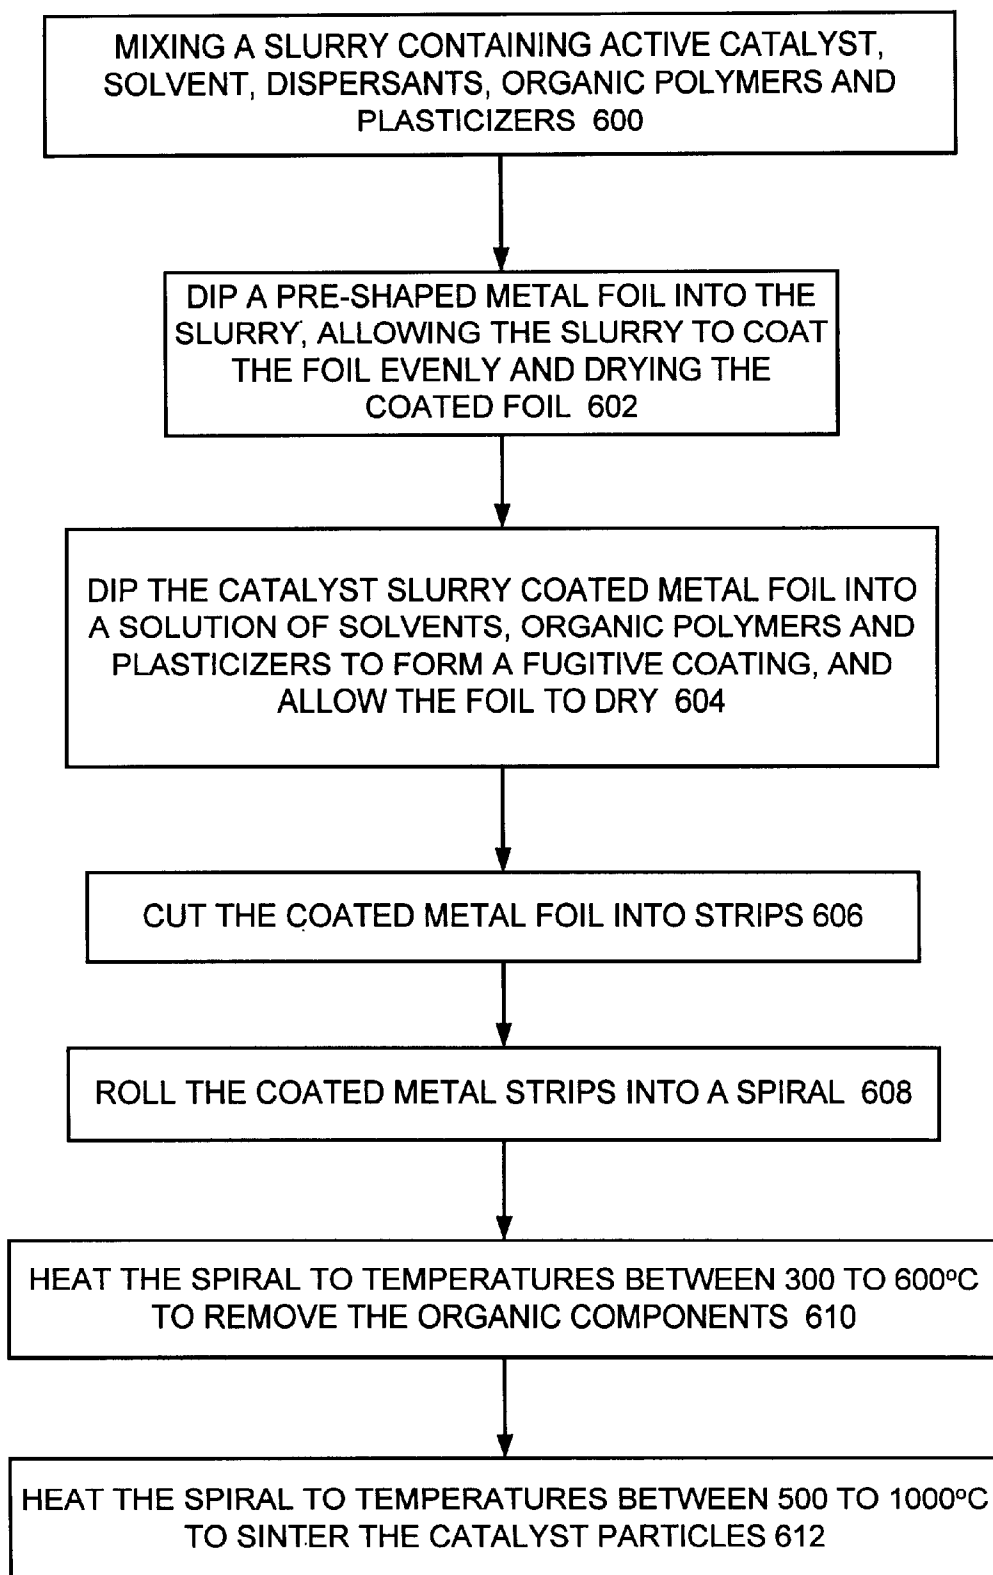 MIXING A SLURRY CONTAINING ACTIVE CATALYST,
SOLVENT, DISPERSANTS, ORGANIC POLYMERS AND
PLASTICIZERS 600
DIP A PRE-SHAPED METAL FOIL INTO THE
SLURRY, ALLOWING THE SLURRY TO COAT
THE FOIL EVENLY AND DRYING THE
COATED FOIL 602
DIP THE CATALYST SLURRY COATED METAL FOIL INTO
A SOLUTION OF SOLVENTS, ORGANIC POLYMERS AND
PLASTICIZERS TO FORM A FUGITIVE COATING, AND
ALLOW THE FOIL TO DRY 604
CUT THE COATED METAL FOIL INTO STRIPS 606
ROLL THE COATED METAL STRIPS INTO A SPIRAL 608
HEAT THE SPIRAL TO TEMPERATURES BETWEEN 300 TO 600ºC
TO REMOVE THE ORGANIC COMPONENTS 610
HEAT THE SPIRAL TO TEMPERATURES BETWEEN 500 TO 1000ºC
TO SINTER THE CATALYST PARTICLES 612